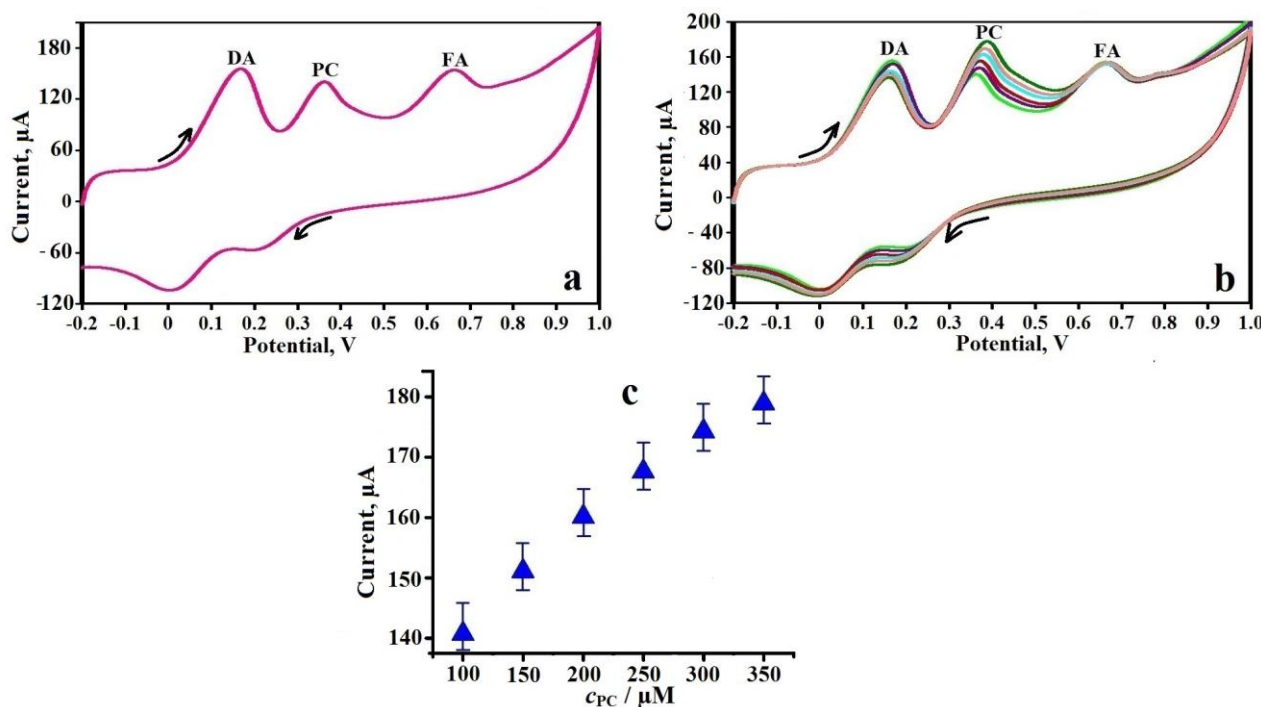 180
120
60
0
- 60
-120
Current, µA
DA
PC
FA
a
-0.2 -0.1 0 0.1 0.2 0.3 0.4 0.5 0.6 0.7 0.8 0.9 1.0
Potential, V
200
160
120
80
40
0
- 40
- 80
-120
Current, µA
DA
PC
FA
b
-0.2 -0.1 0 0.1 0.2 0.3 0.4 0.5 0.6 0.7 0.8 0.9 1.0
Potential, V
c
180
170
160
150
140
Current, µA
100 150 200 250 300 350
cPC / µM